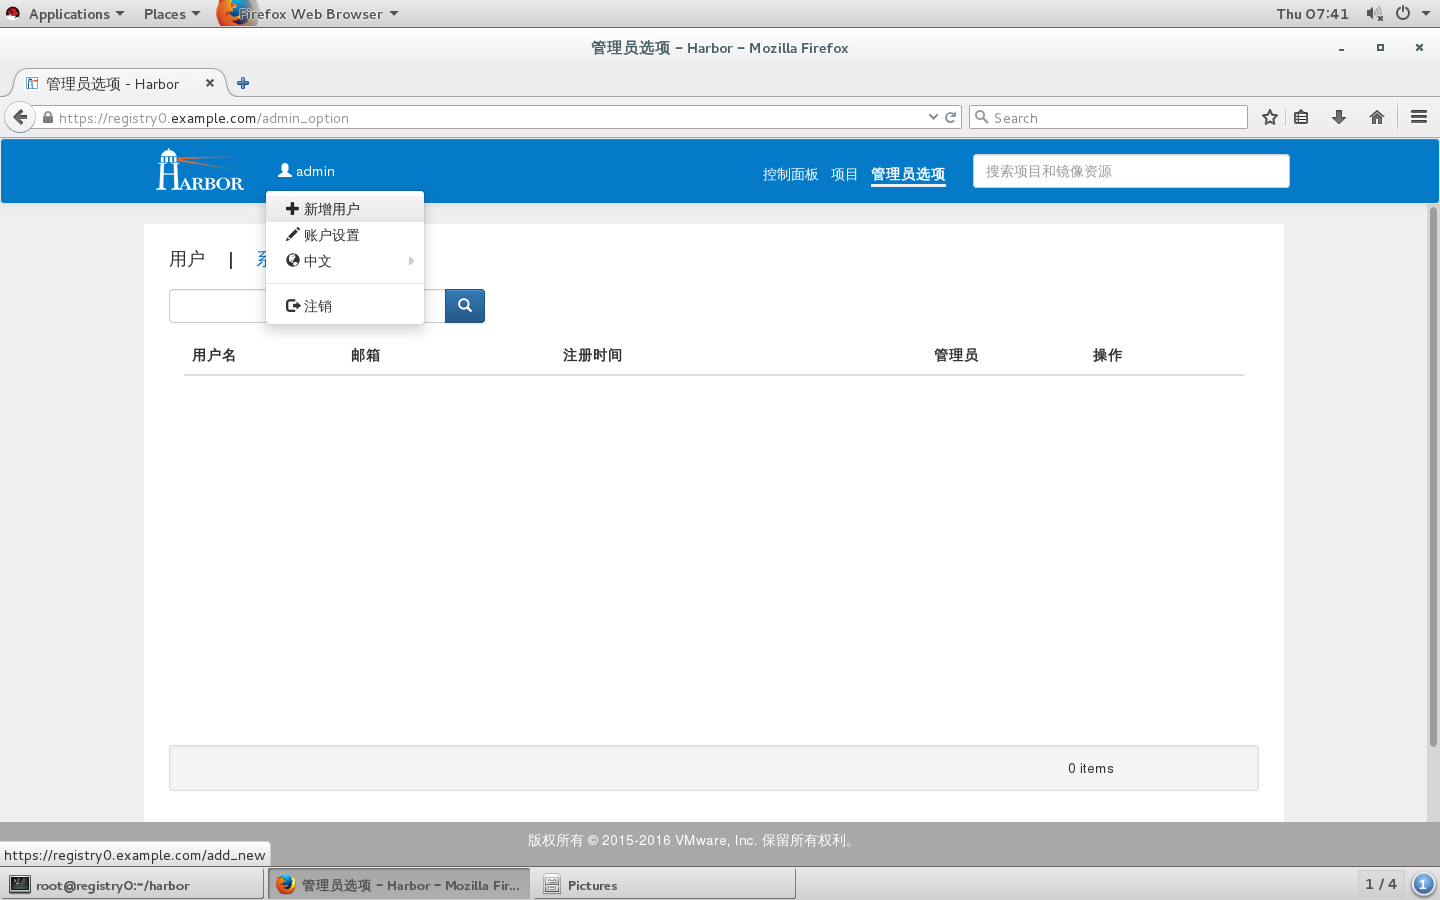 Applications Places Firefox Web Browser Thu 07:41
管理员选项 - Harbor - Mozilla Firefox
管理员选项 - Harbor
https://registry0.example.com/admin_option Search
HARBOR admin 控制面板 项目 管理员选项 搜索项目和镜像资源
新增用户
账户设置
中文
注销
用户 | 系
用户名 邮箱 注册时间 管理员 操作
0 items
版权所有 © 2015-2016 VMware, Inc. 保留所有权利。
https://registry0.example.com/add_new
root@registry0:~/harbor 管理员选项 - Harbor - Mozilla Fir... Pictures 1 / 4 1